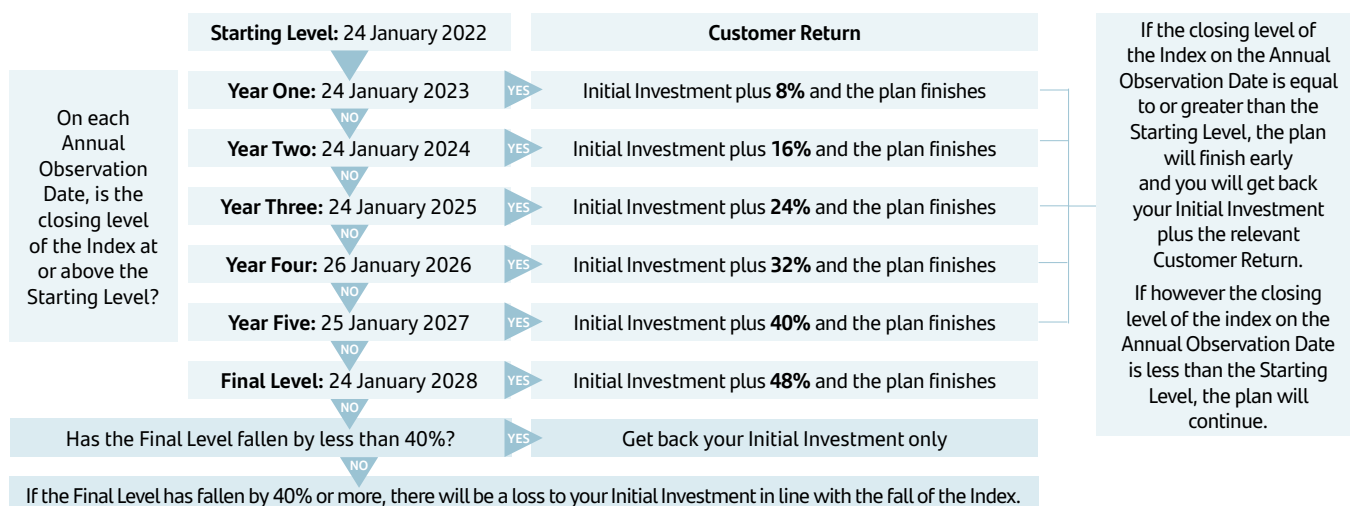 Starting Level: 24 January 2022
Customer Return
On each
Annual
Observation
Date, is the
closing level
of the Index at
or above the
Starting Level?
Year One: 24 January 2023
YES
Initial Investment plus 8% and the plan finishes
NO
Year Two: 24 January 2024
YES
Initial Investment plus 16% and the plan finishes
NO
Year Three: 24 January 2025
YES
Initial Investment plus 24% and the plan finishes
NO
Year Four: 26 January 2026
YES
Initial Investment plus 32% and the plan finishes
NO
Year Five: 25 January 2027
YES
Initial Investment plus 40% and the plan finishes
NO
Final Level: 24 January 2028
YES
Initial Investment plus 48% and the plan finishes
NO
Has the Final Level fallen by less than 40%?
YES
Get back your Initial Investment only
NO
If the Final Level has fallen by 40% or more, there will be a loss to your Initial Investment in line with the fall of the Index.
If the closing level of
the Index on the Annual
Observation Date is equal
to or greater than the
Starting Level, the plan
will finish early
and you will get back
your Initial Investment
plus the relevant
Customer Return.
If however the closing
level of the index on the
Annual Observation Date
is less than the Starting
Level, the plan will
continue.